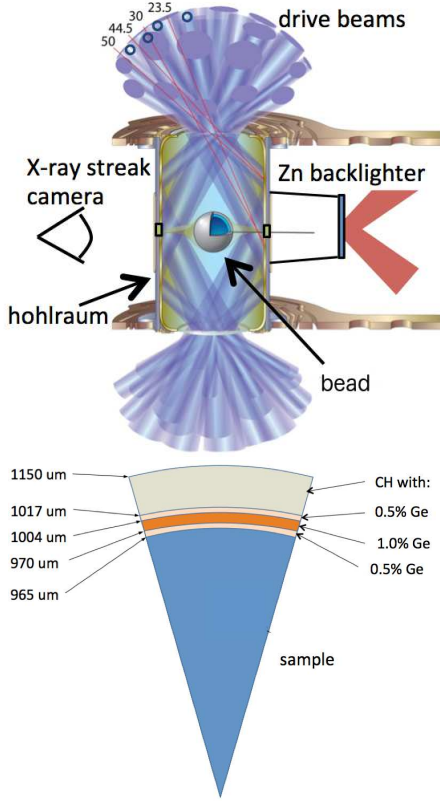 drive beams
23.5
30
44.5
50
X-ray streak
camera
Zn backlighter
hohlraum
bead
1150 um
CH with:
1017 um
0.5% Ge
1004 um
1.0% Ge
970 um
0.5% Ge
965 um
sample